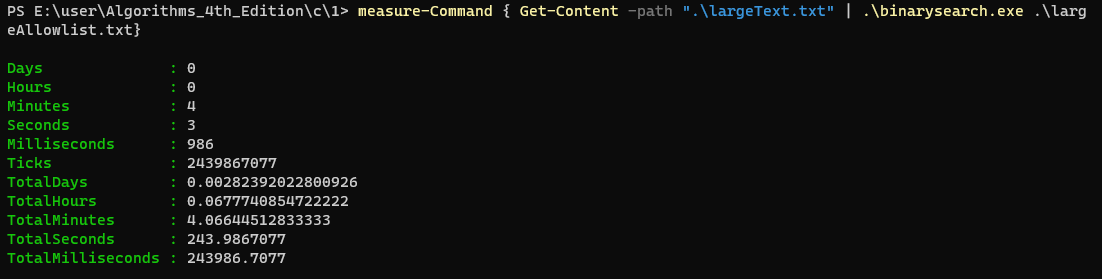 PS E:\user\Algorithms_4th_Edition\c\1> measure-Command { Get-Content -path ".\largeText.txt" | .\binarysearch.exe .\larg
eAllowlist.txt}
Days : 0
Hours : 0
Minutes : 4
Seconds : 3
Milliseconds : 986
Ticks : 2439867077
TotalDays : 0.00282392022800926
TotalHours : 0.0677740854722222
TotalMinutes : 4.06644512833333
TotalSeconds : 243.9867077
TotalMilliseconds : 243986.7077